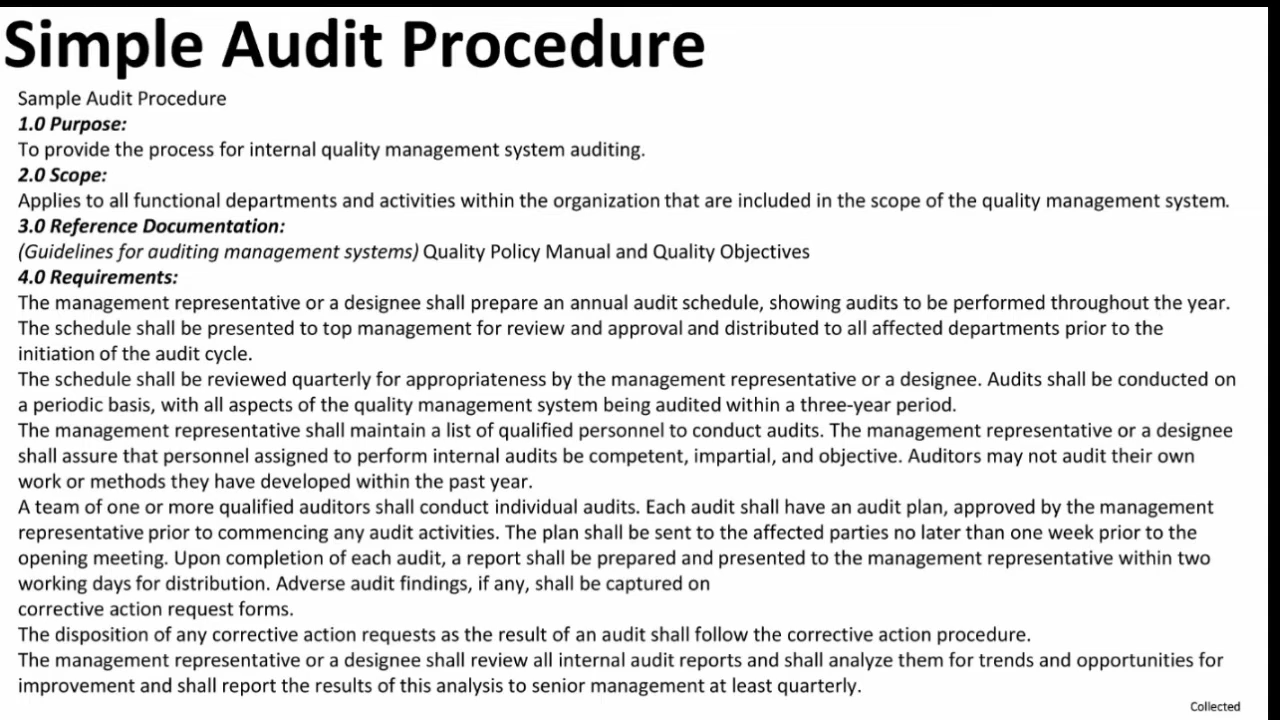 Simple Audit Procedure
Sample Audit Procedure
1.0 Purpose:
To provide the process for internal quality management system auditing.
2.0 Scope:
Applies to all functional departments and activities within the organization that are included in the scope of the quality management system.
3.0 Reference Documentation:
(Guidelines for auditing management systems) Quality Policy Manual and Quality Objectives
4.0 Requirements:
The management representative or a designee shall prepare an annual audit schedule, showing audits to be performed throughout the year.
The schedule shall be presented to top management for review and approval and distributed to all affected departments prior to the
initiation of the audit cycle.
The schedule shall be reviewed quarterly for appropriateness by the management representative or a designee. Audits shall be conducted on
a periodic basis, with all aspects of the quality management system being audited within a three-year period.
The management representative shall maintain a list of qualified personnel to conduct audits. The management representative or a designee
shall assure that personnel assigned to perform internal audits be competent, impartial, and objective. Auditors may not audit their own
work or methods they have developed within the past year.
A team of one or more qualified auditors shall conduct individual audits. Each audit shall have an audit plan, approved by the management
representative prior to commencing any audit activities. The plan shall be sent to the affected parties no later than one week prior to the
opening meeting. Upon completion of each audit, a report shall be prepared and presented to the management representative within two
working days for distribution. Adverse audit findings, if any, shall be captured on
corrective action request forms.
The disposition of any corrective action requests as the result of an audit shall follow the corrective action procedure.
The management representative or a designee shall review all internal audit reports and shall analyze them for trends and opportunities for
improvement and shall report the results of this analysis to senior management at least quarterly.
Collected